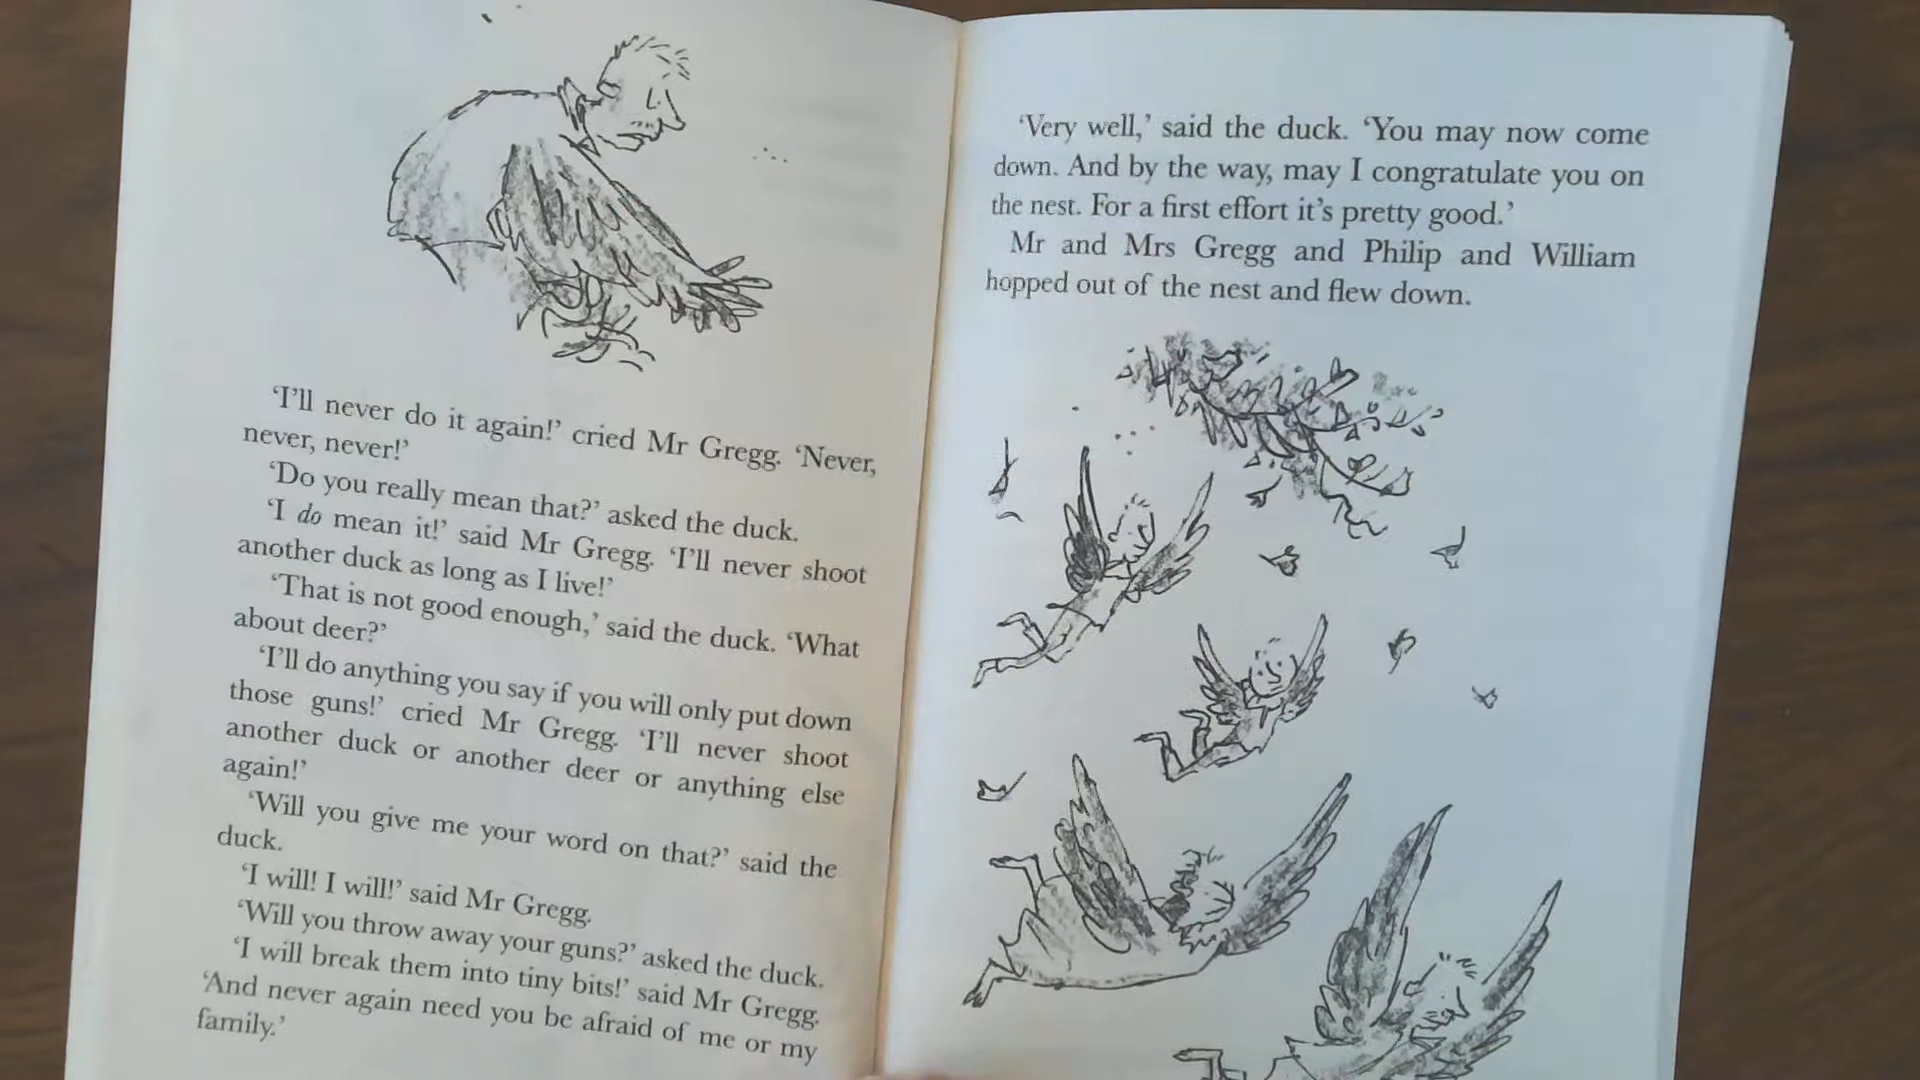 ‘I’ll never do it again!’ cried Mr Gregg. ‘Never,
never, never!’
‘Do you really mean that?’ asked the duck.
‘I do mean it!’ said Mr Gregg. ‘I’ll never shoot
another duck as long as I live!’
‘That is not good enough,’ said the duck. ‘What
about deer?’
‘I’ll do anything you say if you will only put down
those guns!’ cried Mr Gregg. ‘I’ll never shoot
another duck or another deer or anything else
again!’
‘Will you give me your word on that?’ said the
duck.
‘I will! I will!’ said Mr Gregg.
‘Will you throw away your guns?’ asked the duck.
‘I will break them into tiny bits!’ said Mr Gregg.
‘And never again need you be afraid of me or my
family.’
‘Very well,’ said the duck. ‘You may now come
down. And by the way, may I congratulate you on
the nest. For a first effort it’s pretty good.’
Mr and Mrs Gregg and Philip and William
hopped out of the nest and flew down.